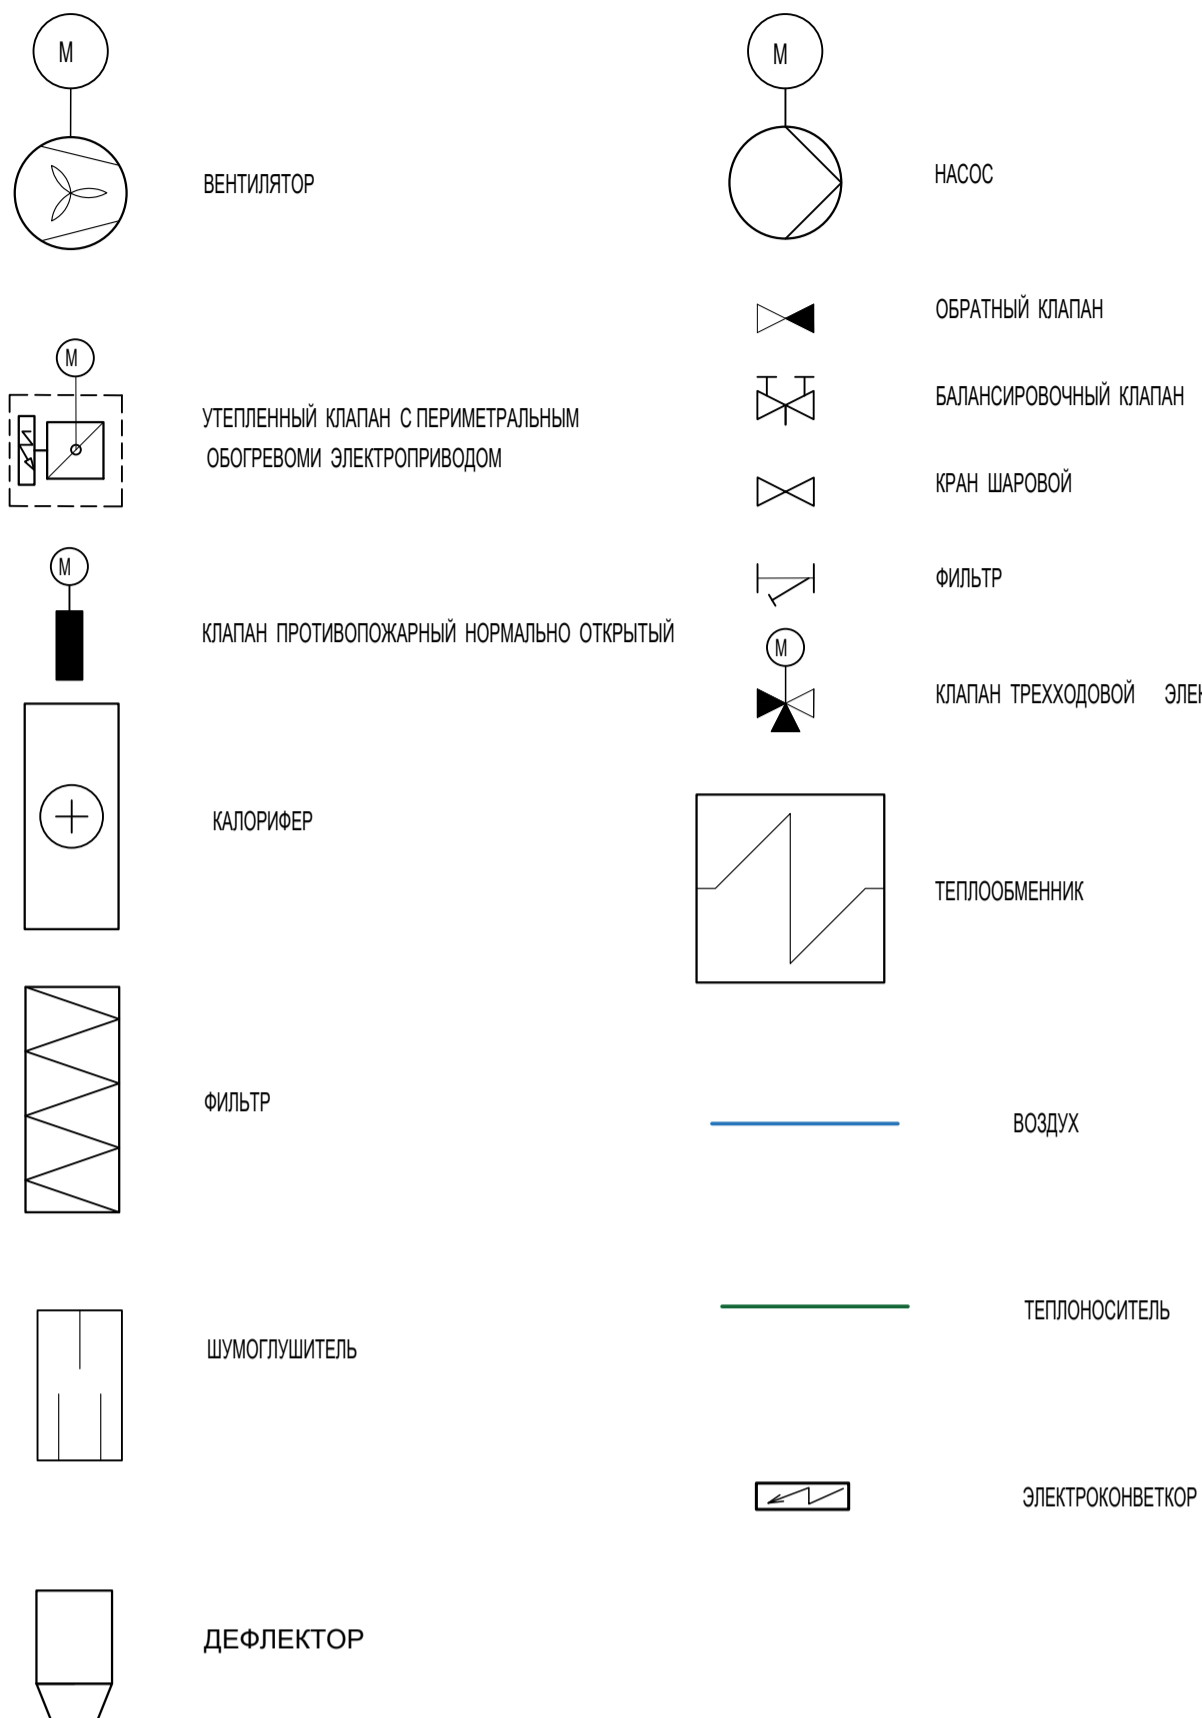 М
ВЕНТИЛЯТОР
М
УТЕПЛЕННЫЙ КЛАПАН С ПЕРИМЕТРАЛЬНЫМ
ОБОГРЕВОМИ ЭЛЕКТРОПРИВОДОМ
М
КЛАПАН ПРОТИВОПОЖАРНЫЙ НОРМАЛЬНО ОТКРЫТЫЙ
КАЛОРИФЕР
ФИЛЬТР
ШУМОГЛУШИТЕЛЬ
ДЕФЛЕКТОР
М
НАСОС
ОБРАТНЫЙ КЛАПАН
БАЛАНСИРОВОЧНЫЙ КЛАПАН
КРАН ШАРОВОЙ
ФИЛЬТР
М
КЛАПАН ТРЕХХОДОВОЙ
ТЕПЛООБМЕННИК
ВОЗДУХ
ТЕПЛОНОСИТЕЛЬ
ЭЛЕКТРОКОНВЕТКОР